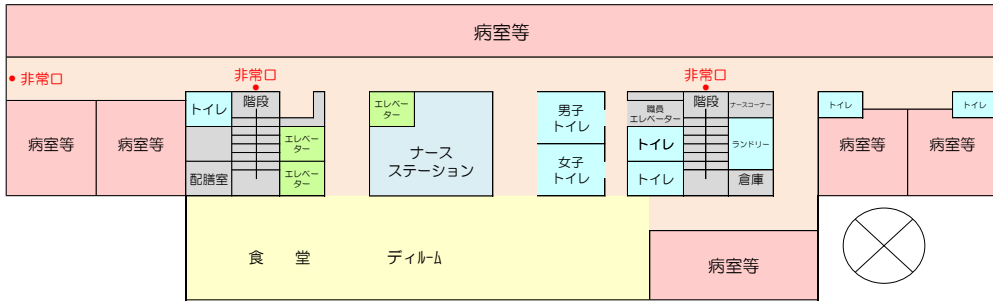 病室等
非常口
非常口
非常口
トイレ
階段
エレベー
ター
階段
ナースコーナー
トイレ
トイレ
男子
トイレ
職員
エレベーター
病室等
病室等
エレベー
ター
ナース
ステーション
トイレ
ランドリー
病室等
病室等
配膳室
エレベー
ター
女子
トイレ
トイレ
倉庫
食 堂
ディルーム
病室等